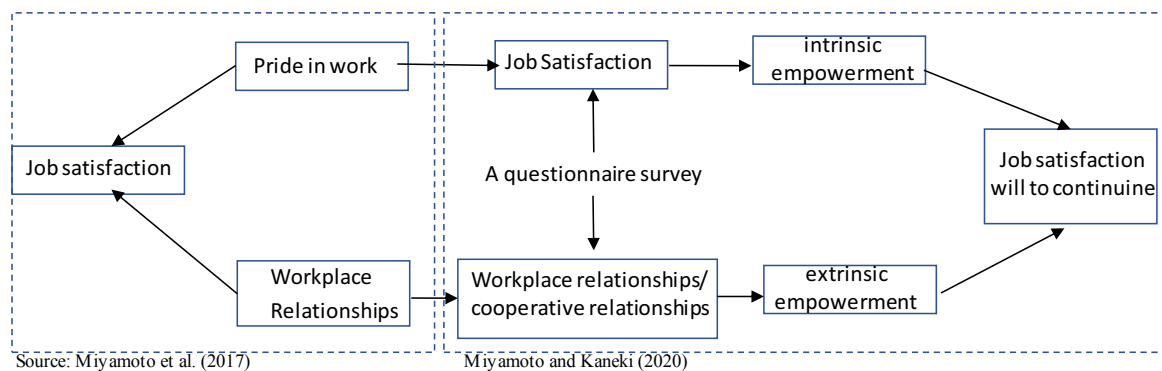 Pride in work
Job satisfaction
Workplace
Relationships
Job Satisfaction
A questionnaire survey
Workplace relationships/
cooperative relationships
intrinsic
empowerment
extrinsic
empowerment
Job satisfaction
will to continuine
Source: Miyamoto et al. (2017)
Miyamoto and Kaneki (2020)